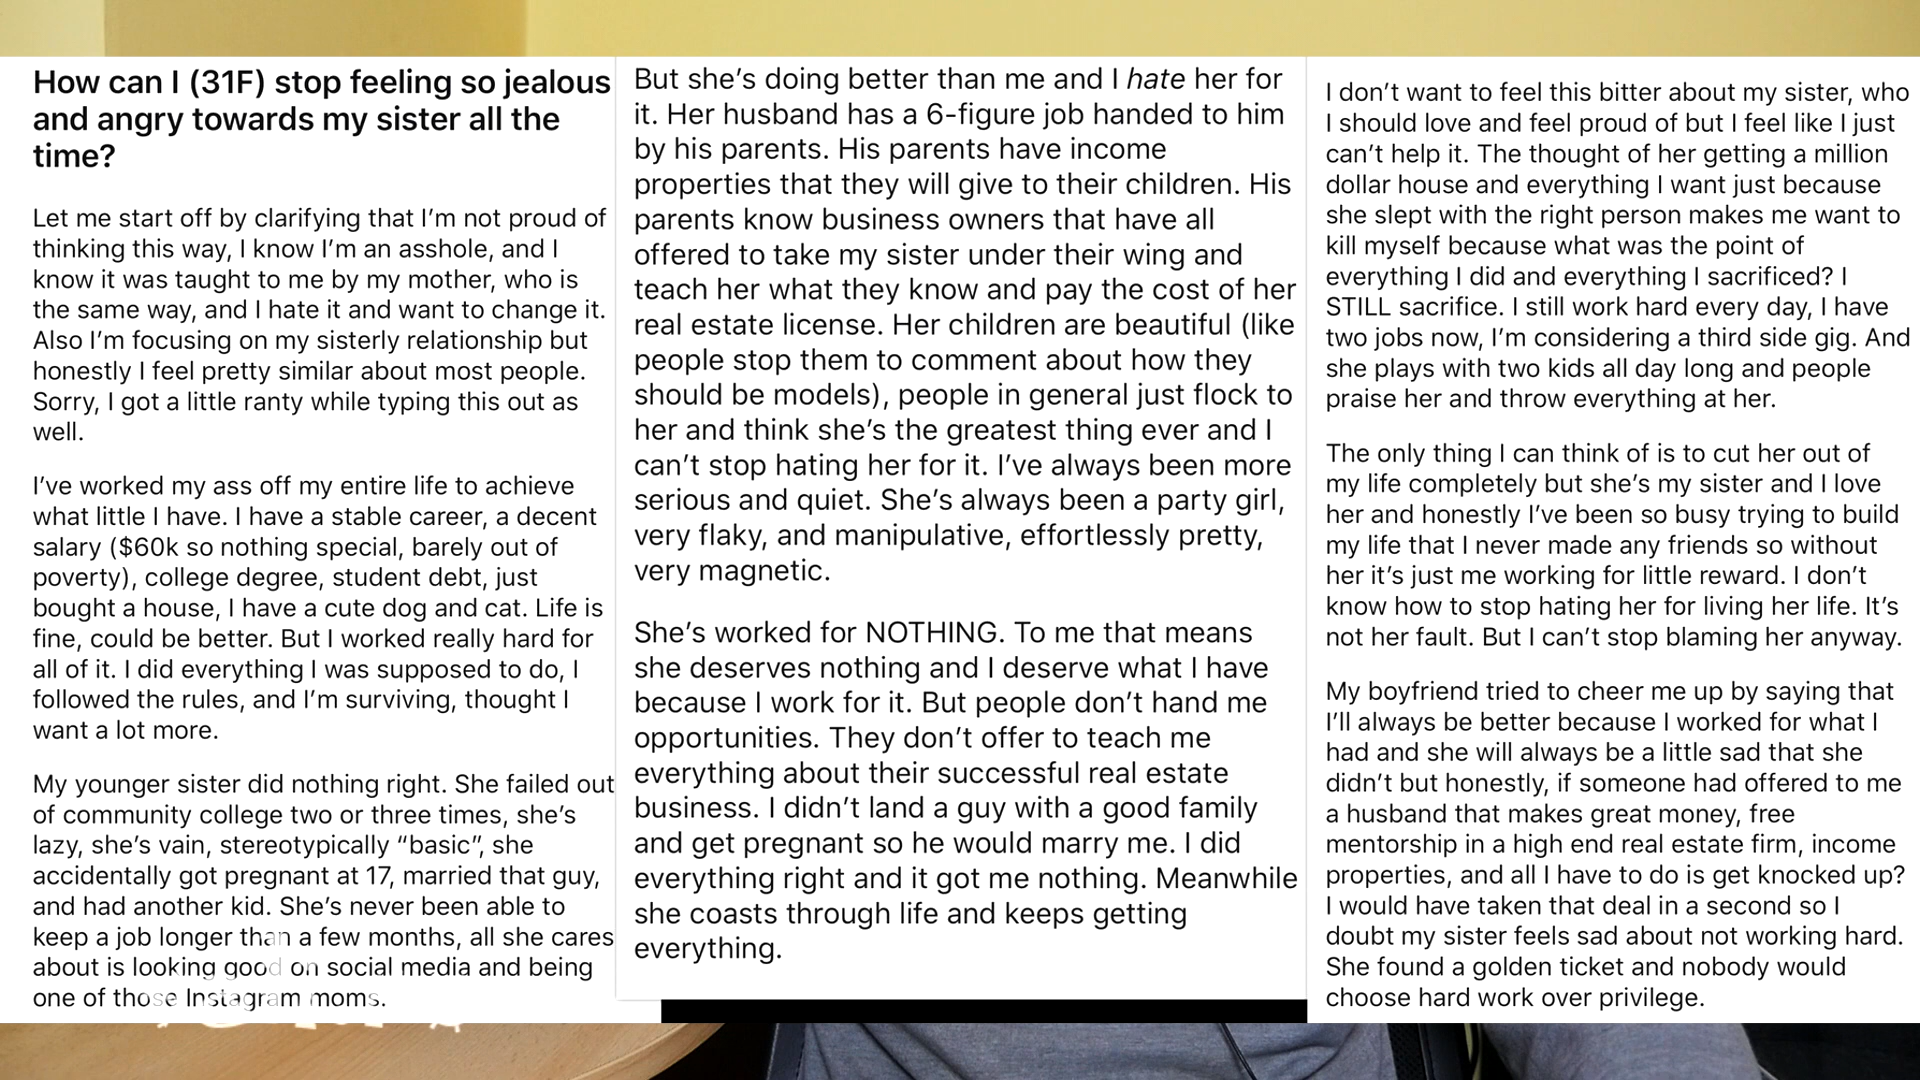 How can I (31F) stop feeling so jealous
and angry towards my sister all the
time?
Let me start off by clarifying that I’m not proud of
thinking this way, I know I’m an asshole, and I
know it was taught to me by my mother, who is
the same way, and I hate it and want to change it.
Also I’m focusing on my sisterly relationship but
honestly I feel pretty similar about most people.
Sorry, I got a little ranty while typing this out as
well.
I’ve worked my ass off my entire life to achieve
what little I have. I have a stable career, a decent
salary ($60k so nothing special, barely out of
poverty), college degree, student debt, just
bought a house, I have a cute dog and cat. Life is
fine, could be better. But I worked really hard for
all of it. I did everything I was supposed to do, I
followed the rules, and I’m surviving, thought I
want a lot more.
My younger sister did nothing right. She failed out
of community college two or three times, she’s
lazy, she’s vain, stereotypically “basic”, she
accidentally got pregnant at 17, married that guy,
and had another kid. She’s never been able to
keep a job longer than a few months, all she cares
about is looking good on social media and being
one of those Instagram moms.
But she’s doing better than me and I hate her for
it. Her husband has a 6-figure job handed to him
by his parents. His parents have income
properties that they will give to their children. His
parents know business owners that have all
offered to take my sister under their wing and
teach her what they know and pay the cost of her
real estate license. Her children are beautiful (like
people stop them to comment about how they
should be models), people in general just flock to
her and think she’s the greatest thing ever and I
can’t stop hating her for it. I’ve always been more
serious and quiet. She’s always been a party girl,
very flaky, and manipulative, effortlessly pretty,
very magnetic.
She’s worked for NOTHING. To me that means
she deserves nothing and I deserve what I have
because I work for it. But people don’t hand me
opportunities. They don’t offer to teach me
everything about their successful real estate
business. I didn’t land a guy with a good family
and get pregnant so he would marry me. I did
everything right and it got me nothing. Meanwhile
she coasts through life and keeps getting
everything.
I don’t want to feel this bitter about my sister, who
I should love and feel proud of but I feel like I just
can’t help it. The thought of her getting a million
dollar house and everything I want just because
she slept with the right person makes me want to
kill myself because what was the point of
everything I did and everything I sacrificed? I
STILL sacrifice. I still work hard every day, I have
two jobs now, I’m considering a third side gig. And
she plays with two kids all day long and people
praise her and throw everything at her.
The only thing I can think of is to cut her out of
my life completely but she’s my sister and I love
her and honestly I’ve been so busy trying to build
my life that I never made any friends so without
her it’s just me working for little reward. I don’t
know how to stop hating her for living her life. It’s
not her fault. But I can’t stop blaming her anyway.
My boyfriend tried to cheer me up by saying that
I’ll always be better because I worked for what I
had and she will always be a little sad that she
didn’t but honestly, if someone had offered to me
a husband that makes great money, free
mentorship in a high end real estate firm, income
properties, and all I have to do is get knocked up?
I would have taken that deal in a second so I
doubt my sister feels sad about not working hard.
She found a golden ticket and nobody would
choose hard work over privilege.